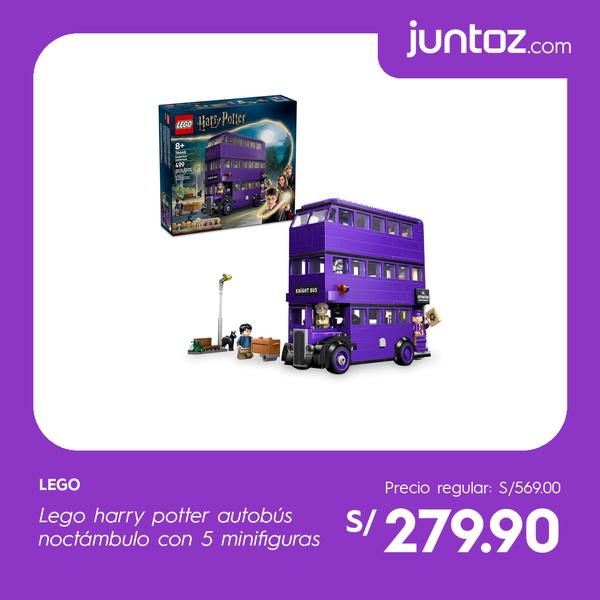 juntoz.com
LEGO Harry Potter
8+
499
KNIGHT BUS
LEGO
Lego harry potter autobús
noctámbulo con 5 minifiguras
Precio regular: S/569.00
S/279.90